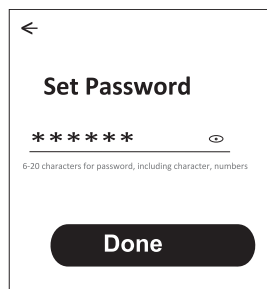 Set Password
******
6-20 characters for password, including character, numbers
Done